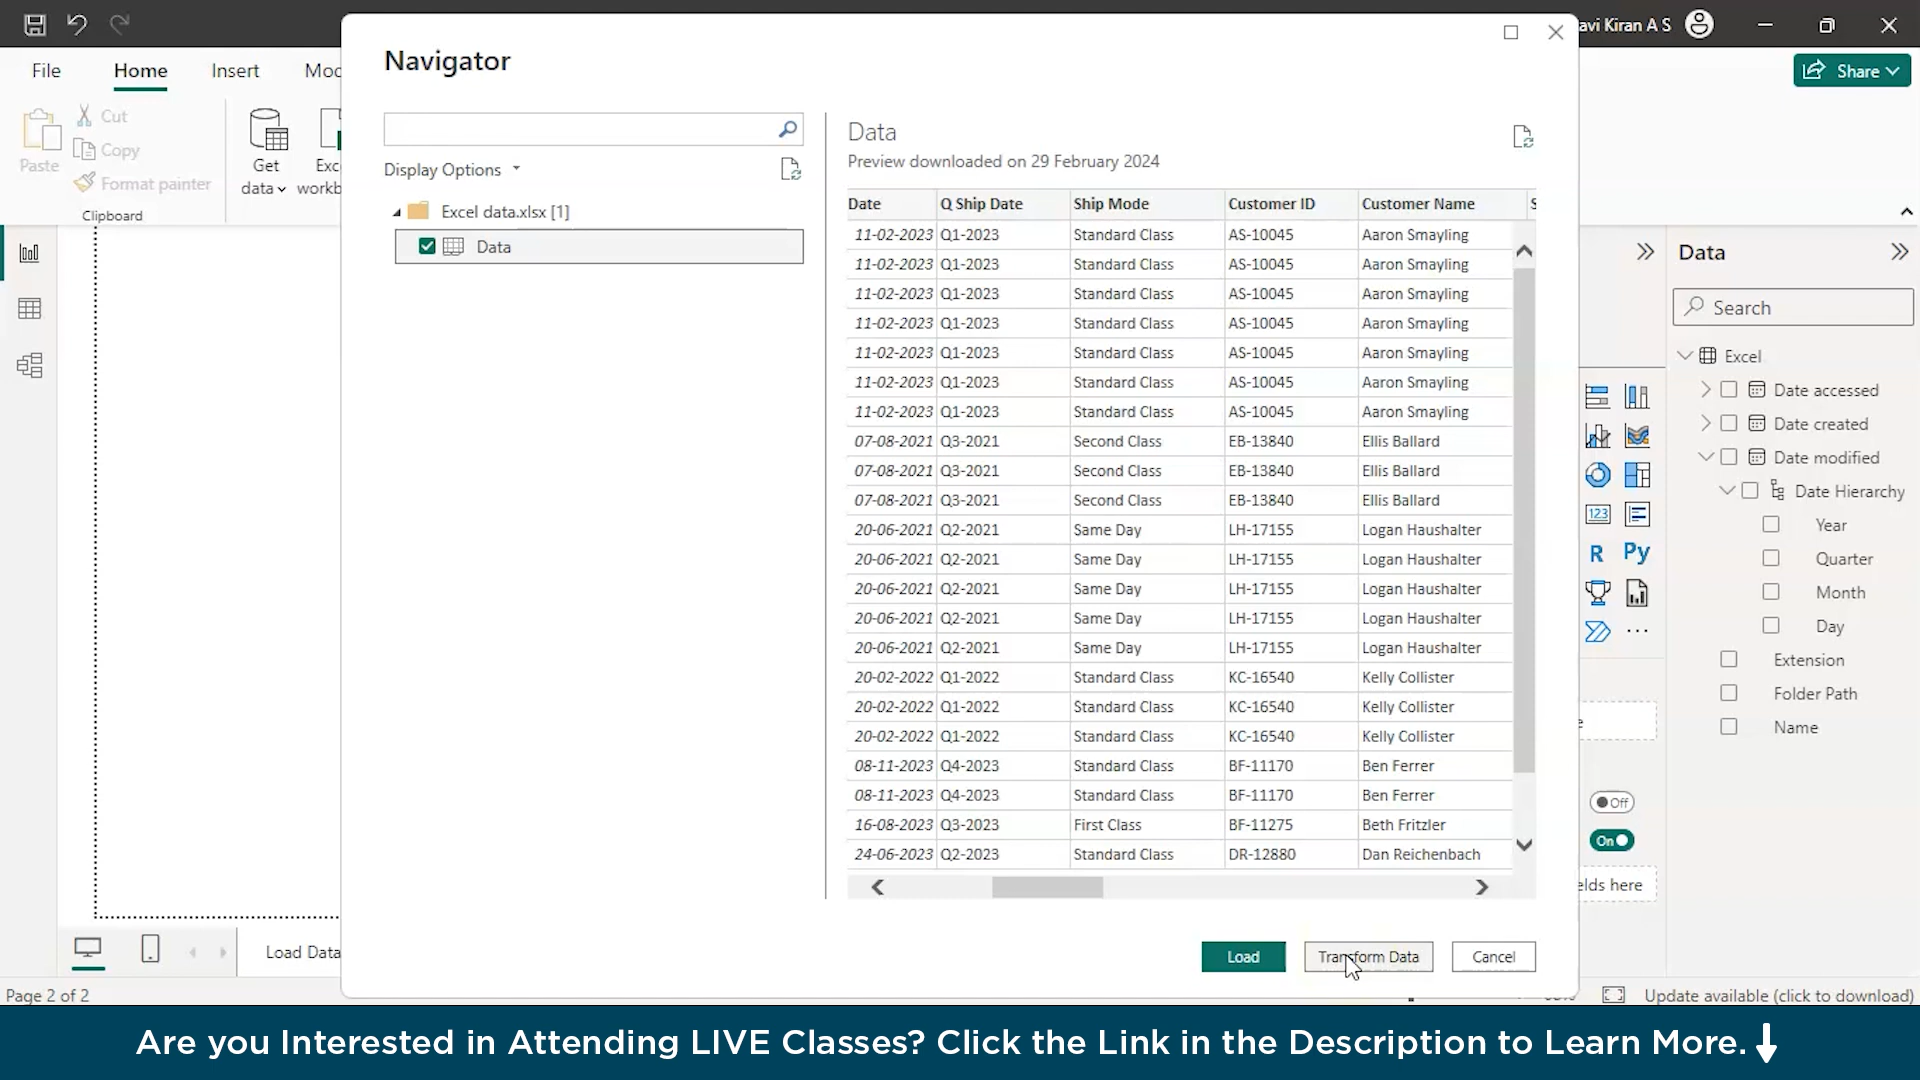 avi Kiran A S
File
Home
Insert
Mod
Share
Cut
Copy
Format painter
Paste
Clipboard
Get data
Exce
workb
Navigator
Display Options
Excel data.xlsx [1]
Data
Data
Preview downloaded on 29 February 2024
Date Q Ship Date Ship Mode Customer ID Customer Name
11-02-2023 Q1-2023 Standard Class AS-10045 Aaron Smayling
11-02-2023 Q1-2023 Standard Class AS-10045 Aaron Smayling
11-02-2023 Q1-2023 Standard Class AS-10045 Aaron Smayling
11-02-2023 Q1-2023 Standard Class AS-10045 Aaron Smayling
11-02-2023 Q1-2023 Standard Class AS-10045 Aaron Smayling
11-02-2023 Q1-2023 Standard Class AS-10045 Aaron Smayling
11-02-2023 Q1-2023 Standard Class AS-10045 Aaron Smayling
07-08-2021 Q3-2021 Second Class EB-13840 Ellis Ballard
07-08-2021 Q3-2021 Second Class EB-13840 Ellis Ballard
07-08-2021 Q3-2021 Second Class EB-13840 Ellis Ballard
20-06-2021 Q2-2021 Same Day LH-17155 Logan Haushalter
20-06-2021 Q2-2021 Same Day LH-17155 Logan Haushalter
20-06-2021 Q2-2021 Same Day LH-17155 Logan Haushalter
20-06-2021 Q2-2021 Same Day LH-17155 Logan Haushalter
20-06-2021 Q2-2021 Same Day LH-17155 Logan Haushalter
20-02-2022 Q1-2022 Standard Class KC-16540 Kelly Collister
20-02-2022 Q1-2022 Standard Class KC-16540 Kelly Collister
20-02-2022 Q1-2022 Standard Class KC-16540 Kelly Collister
08-11-2023 Q4-2023 Standard Class BF-11170 Ben Ferrer
08-11-2023 Q4-2023 Standard Class BF-11170 Ben Ferrer
16-08-2023 Q3-2023 First Class BF-11275 Beth Fritzler
24-06-2023 Q2-2023 Standard Class DR-12880 Dan Reichenbach
Load
Transform Data
Cancel
123
R
Py
Off
On
elds here
Data
Search
Excel
Date accessed
Date created
Date modified
Date Hierarchy
Year
Quarter
Month
Day
Extension
Folder Path
Name
Load Data
Page 2 of 2
Update available (click to download)
Are you Interested in Attending LIVE Classes? Click the Link in the Description to Learn More.